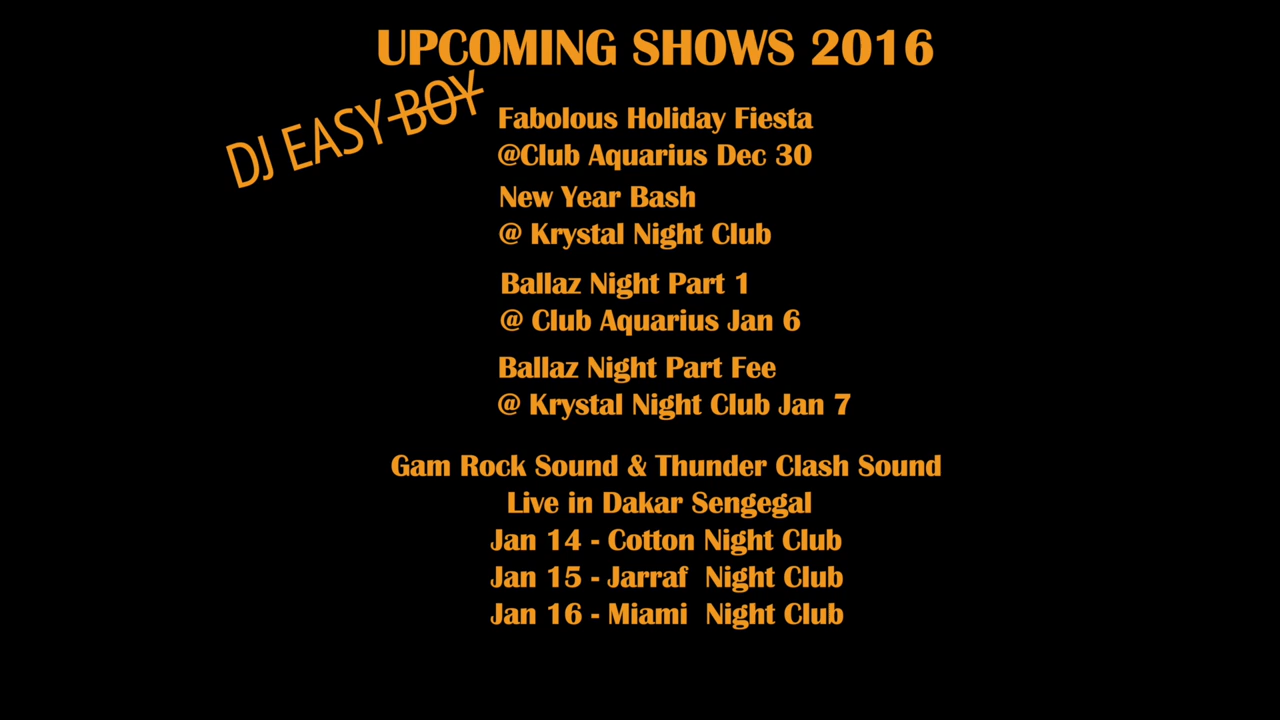 UPCOMING SHOWS 2016
DJ EASY BOY
Fabolous Holiday Fiesta
@Club Aquarius Dec 30
New Year Bash
@ Krystal Night Club
Ballaz Night Part 1
@ Club Aquarius Jan 6
Ballaz Night Part Fee
@ Krystal Night Club Jan 7
Gam Rock Sound & Thunder Clash Sound
Live in Dakar Sengegal
Jan 14 - Cotton Night Club
Jan 15 - Jarraf Night Club
Jan 16 - Miami Night Club